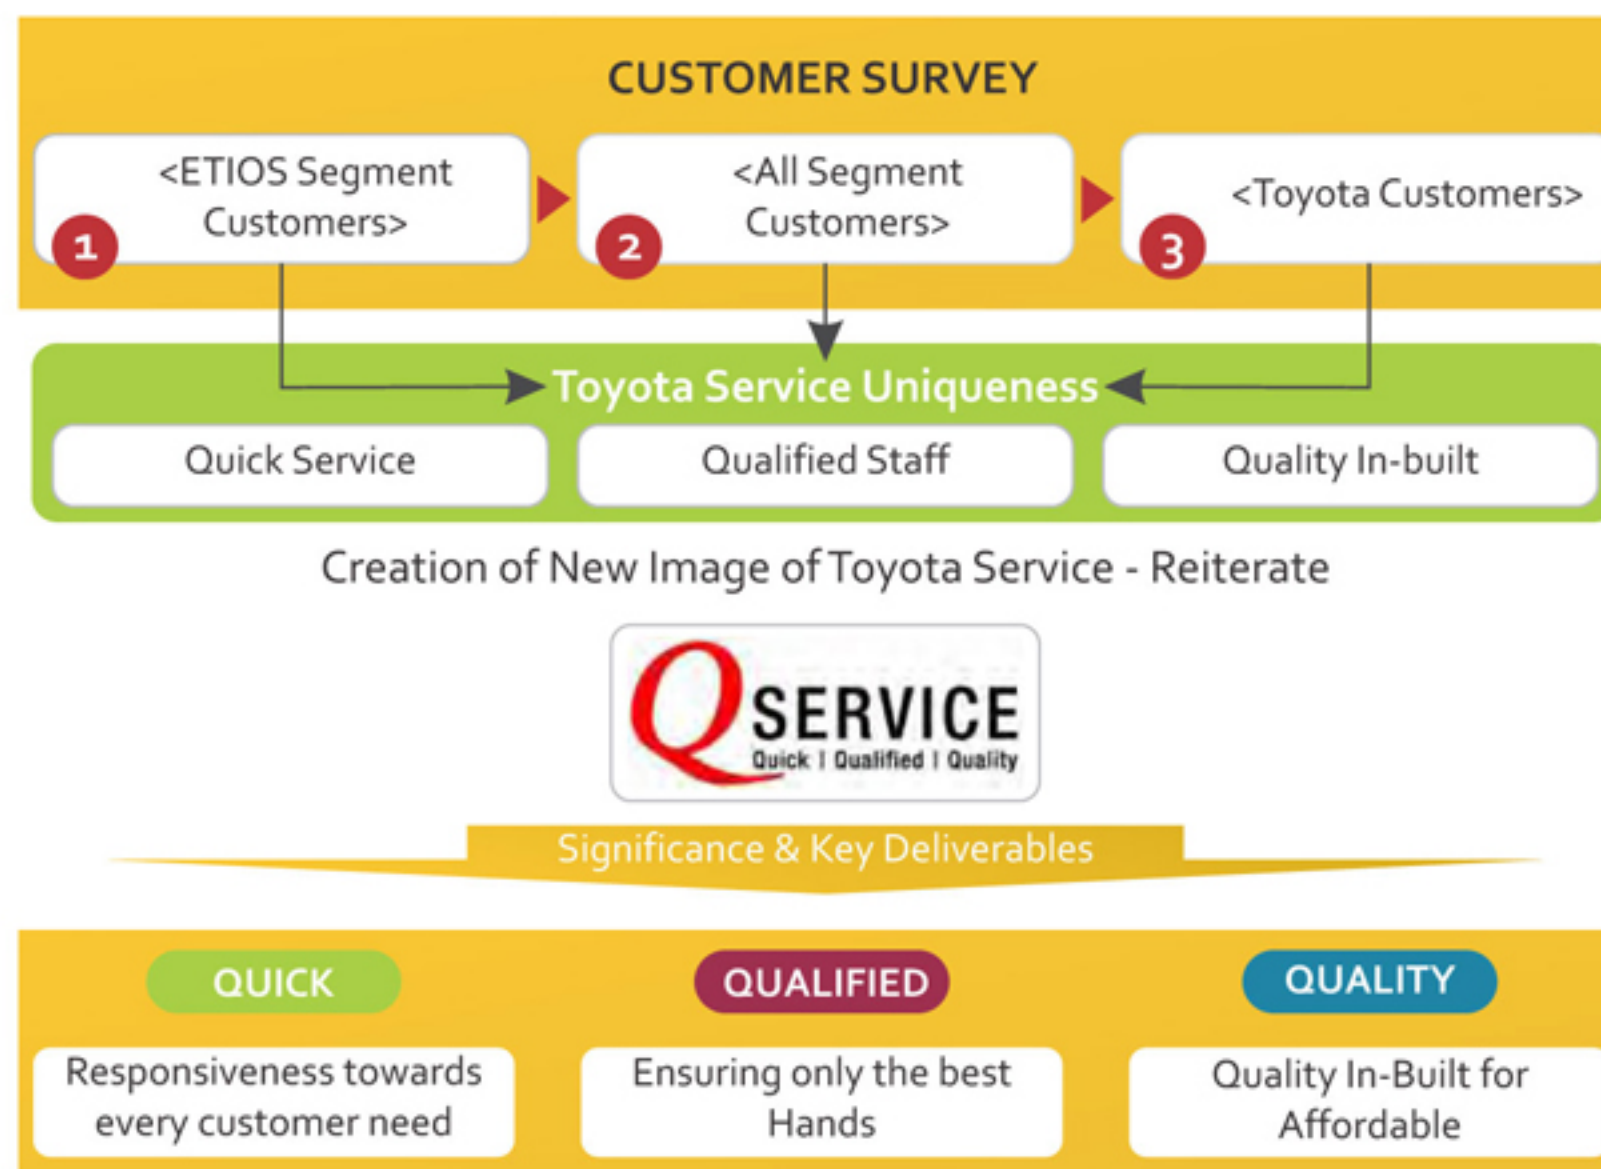 CUSTOMER SURVEY
<ETIOS Segment
Customers>
1
<All Segment
Customers>
2
<Toyota Customers>
3
Toyota Service Uniqueness
Quick Service
Qualified Staff
Quality In-built
Creation of New Image of Toyota Service - Reiterate
Q SERVICE
Quick | Qualified | Quality
Significance & Key Deliverables
QUICK
Responsiveness towards
every customer need
QUALIFIED
Ensuring only the best
Hands
QUALITY
Quality In-Built for
Affordable